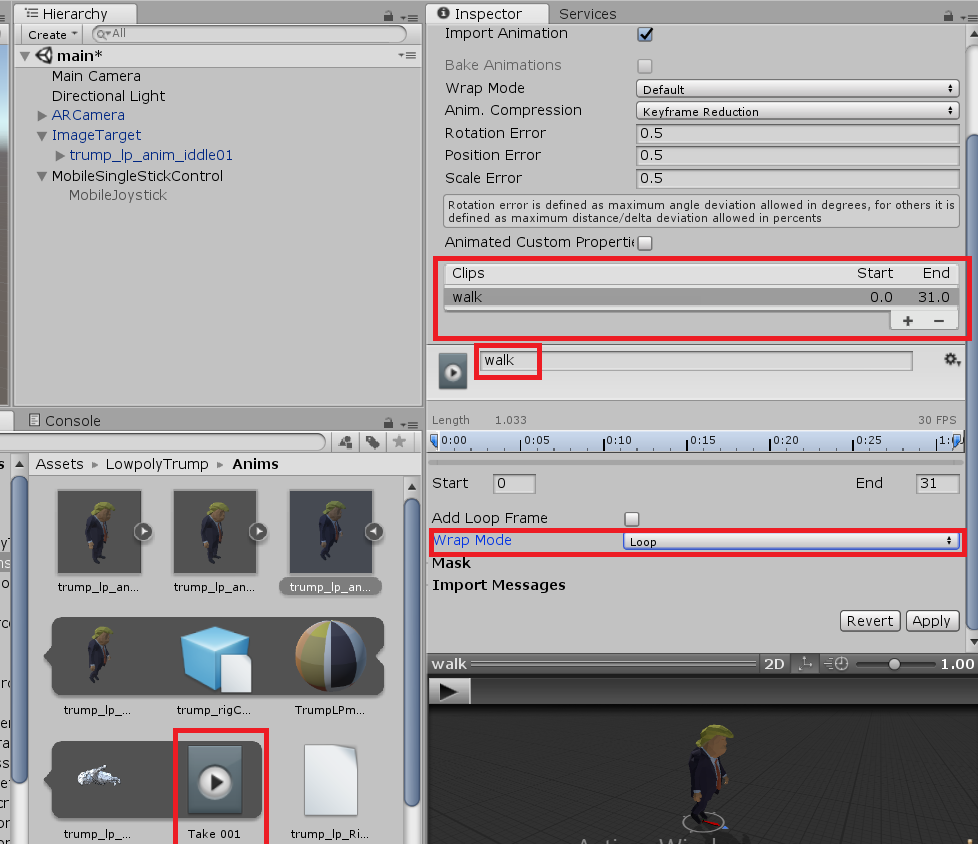 Hierarchy
Create
All
main*
Main Camera
Directional Light
ARCamera
ImageTarget
trump_lp_anim_iddle01
MobileSingleStickControl
MobileJoystick
Console
Assets LowpolyTrump Anims
trump_lp_an... trump_lp_an... trump_lp_an...
trump_lp_... trump_rigC... TrumpLPm...
trump_lp_... Take 001 trump_lp_Ri...
Inspector Services
Import Animation
Bake Animations
Wrap Mode Default
Anim. Compression Keyframe Reduction
Rotation Error 0.5
Position Error 0.5
Scale Error 0.5
Rotation error is defined as maximum angle deviation allowed in degrees, for others it is
defined as maximum distance/delta deviation allowed in percents
Animated Custom Propertie
Clips Start End
walk 0.0 31.0
+ −
walk
Length 1.033 30 FPS
0:00 0:05 0:10 0:15 0:20 0:25 1:0
Start 0 End 31
Add Loop Frame
Wrap Mode Loop
Mask
Import Messages
Revert Apply
walk 2D 1.00